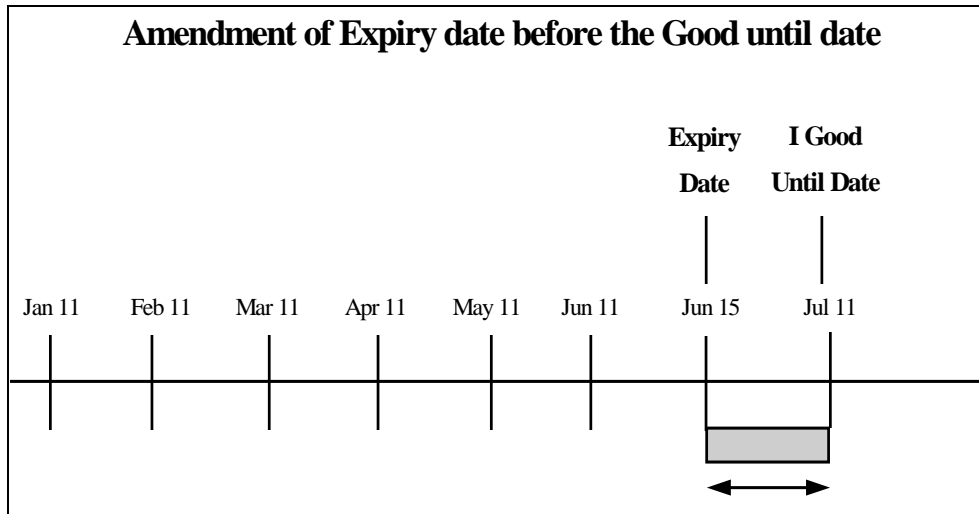 Amendment of Expiry date before the Good until date
Expiry I Good
Date Until Date
Jan 11 Feb 11 Mar 11 Apr 11 May 11 Jun 11 Jun 15 Jul 11